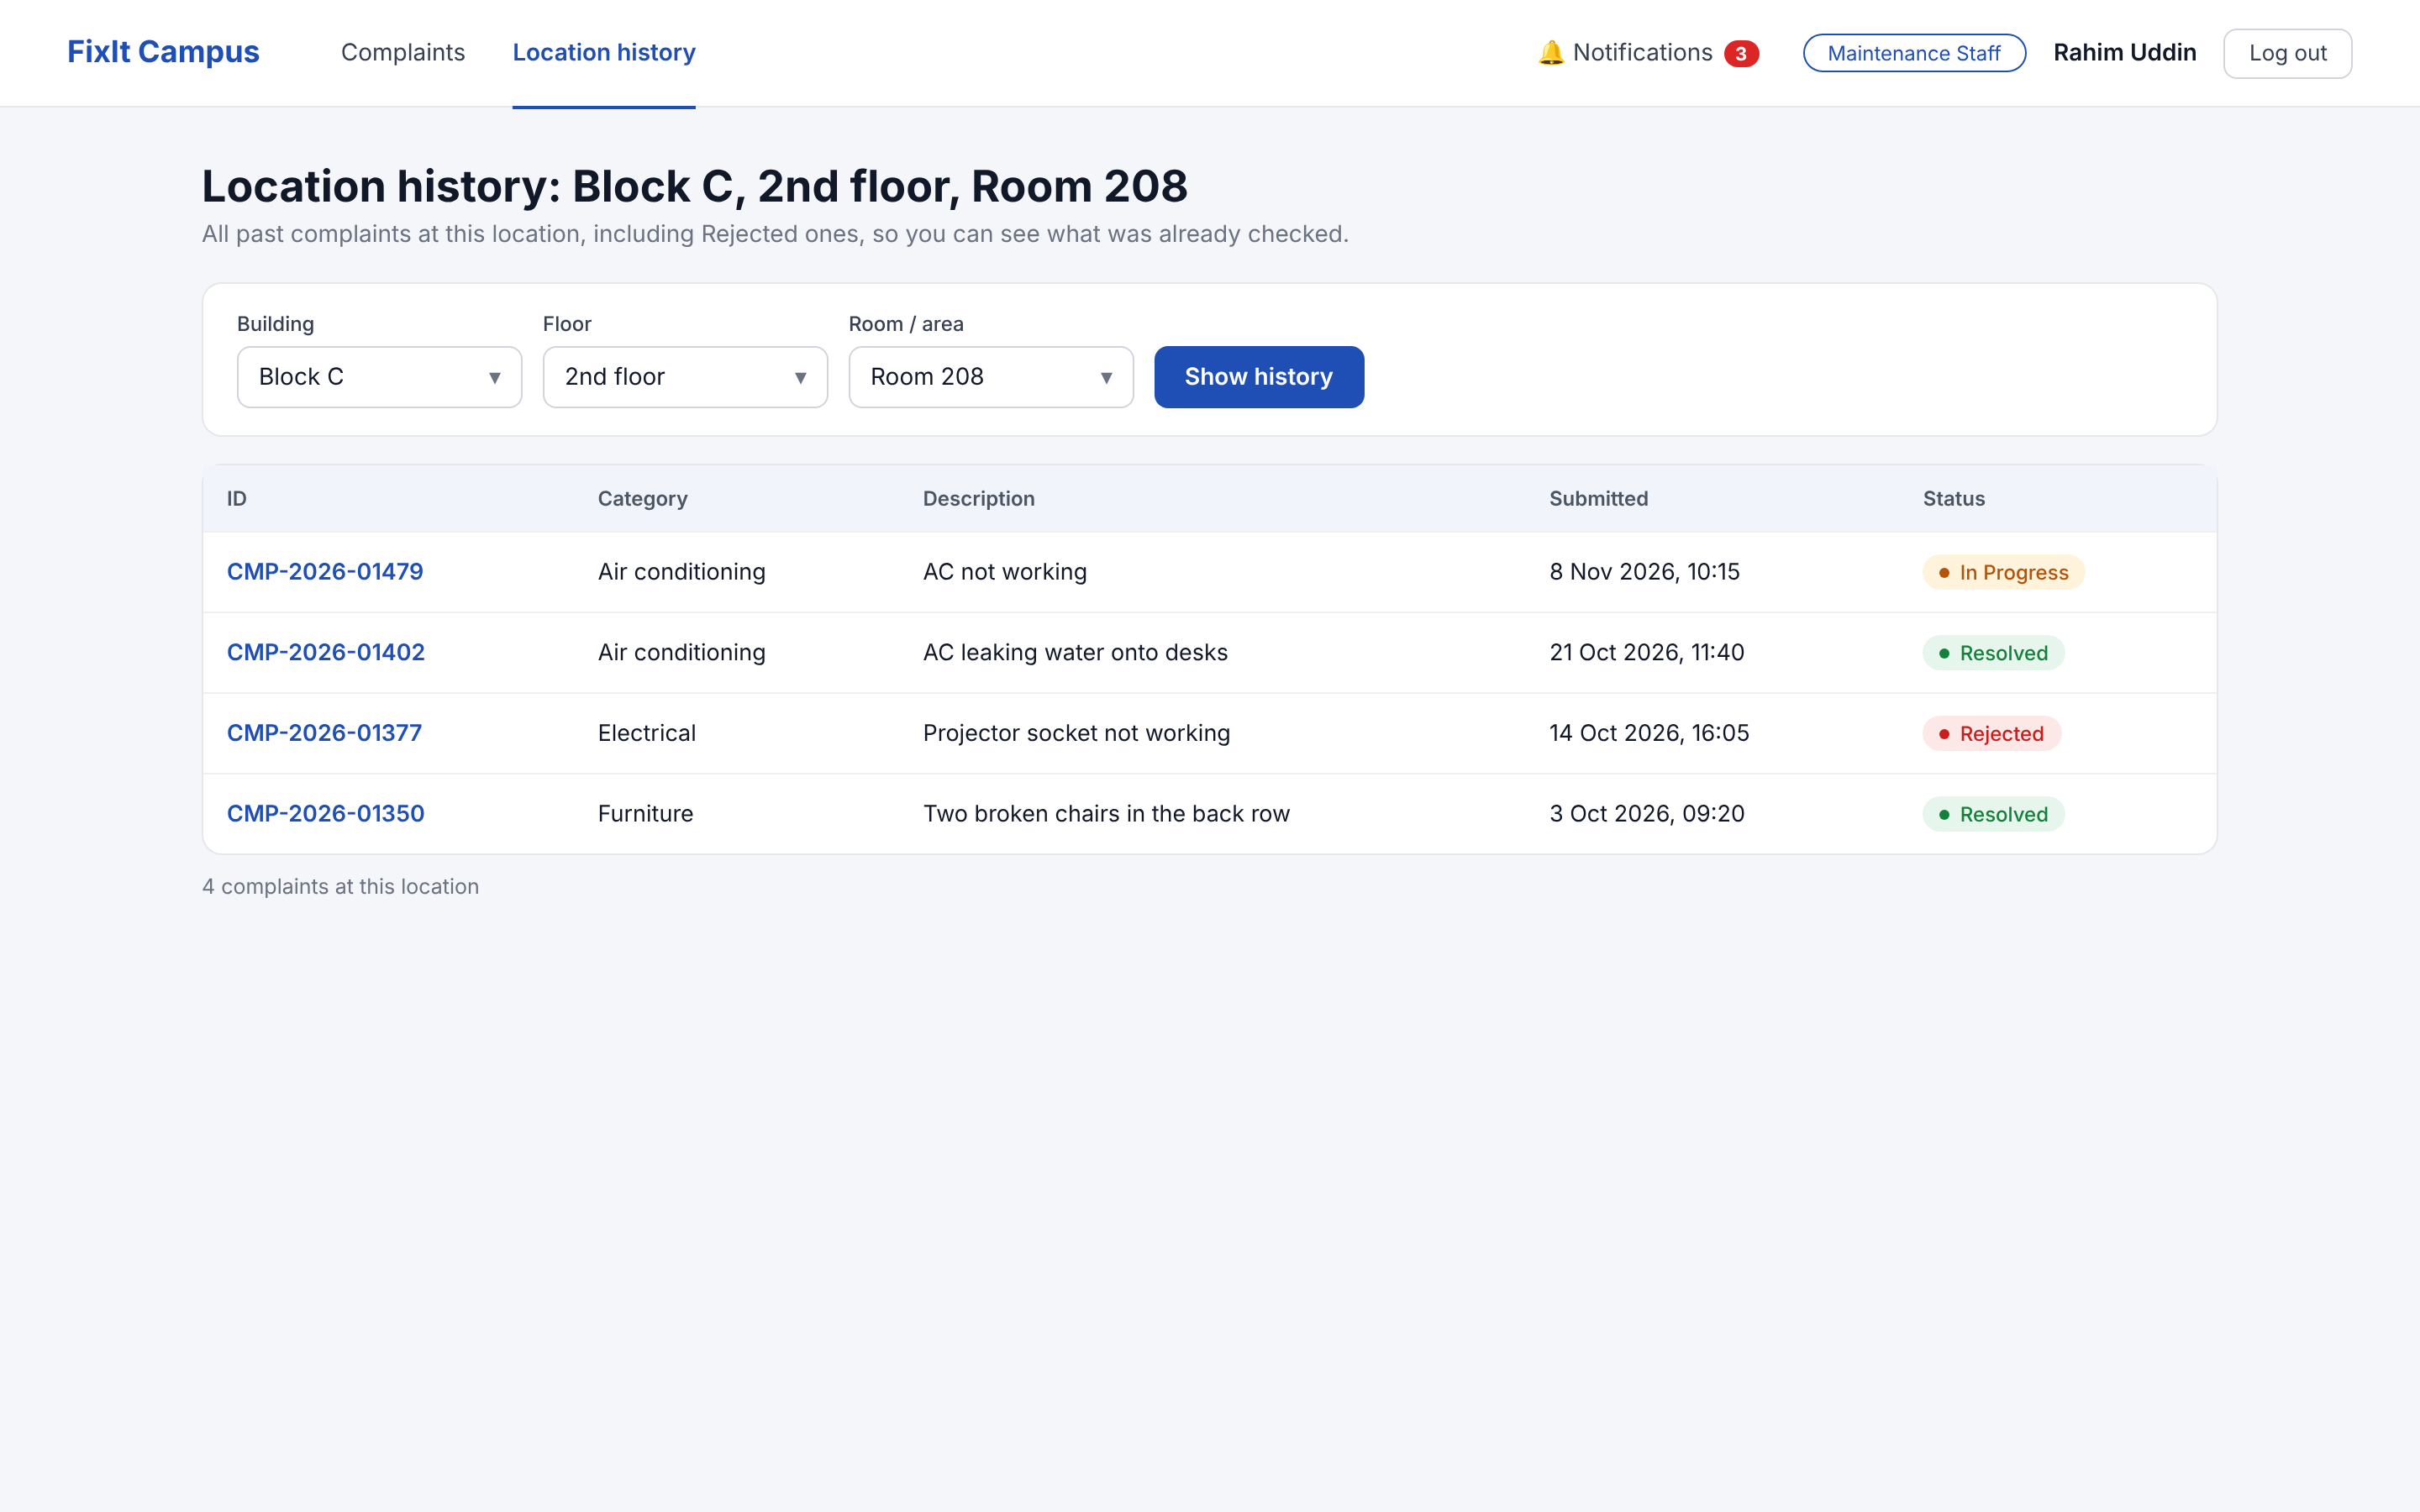 FixIt Campus Complaints Location history 🔔 Notifications 3 Maintenance Staff Rahim Uddin Log out
Location history: Block C, 2nd floor, Room 208
All past complaints at this location, including Rejected ones, so you can see what was already checked.
Building Floor Room / area
Block C ▼ 2nd floor ▼ Room 208 ▼ Show history
ID Category Description Submitted Status
CMP-2026-01479 Air conditioning AC not working 8 Nov 2026, 10:15 In Progress
CMP-2026-01402 Air conditioning AC leaking water onto desks 21 Oct 2026, 11:40 Resolved
CMP-2026-01377 Electrical Projector socket not working 14 Oct 2026, 16:05 Rejected
CMP-2026-01350 Furniture Two broken chairs in the back row 3 Oct 2026, 09:20 Resolved
4 complaints at this location